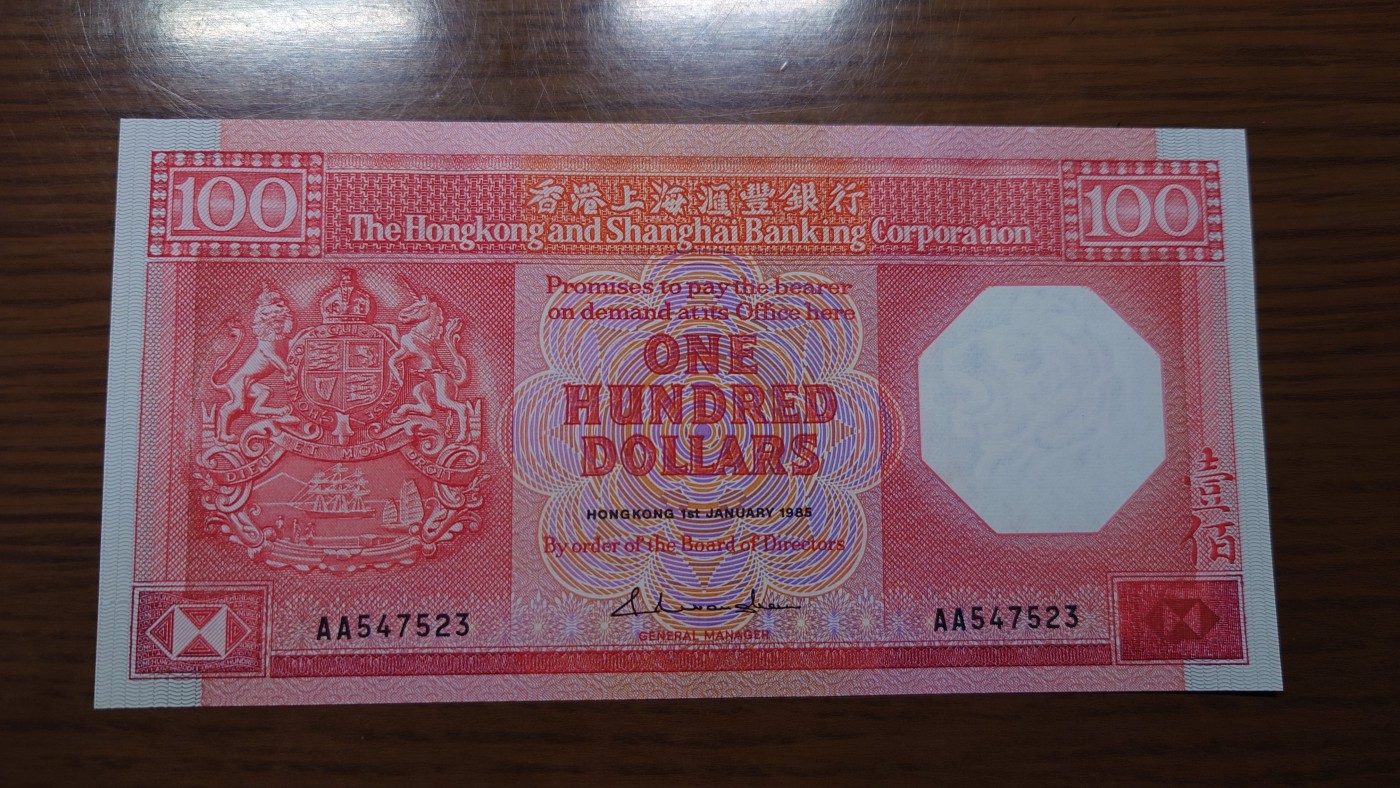 100
香港上海滙豐銀行
100
The Hongkong and Shanghai Banking Corporation
Promises to pay the bearer
on demand at its Office here
ONE
HUNDRED
DOLLARS
DIEU ET MON DROIT
HONGKONG 1st JANUARY 1985
By order of the Board of Directors
壹佰
AA547523
AA547523
GENERAL MANAGER